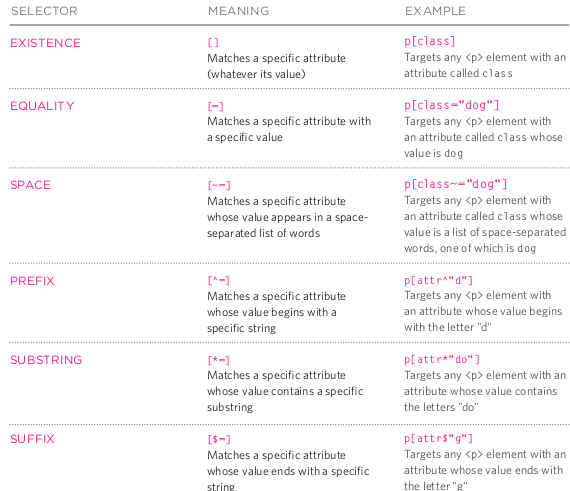 SELECTOR MEANING EXAMPLE
EXISTENCE [] p[class]
Matches a specific attribute Targets any <p> element with an
(whatever its value) attribute called class
EQUALITY [=] p[class="dog"]
Matches a specific attribute with Targets any <p> element with
a specific value an attribute called class whose
value is dog
SPACE [~=] p[class~="dog"]
Matches a specific attribute Targets any <p> element with
whose value appears in a space- an attribute called class whose
separated list of words value is a list of space-separated
words, one of which is dog
PREFIX [^=] p[attr^"d"]
Matches a specific attribute Targets any <p> element with
whose value begins with a an attribute whose value begins
specific string with the letter "d"
SUBSTRING [*=] p[attr*"do"]
Matches a specific attribute Targets any <p> element with an
whose value contains a specific attribute whose value contains
substring the letters "do"
SUFFIX [$=] p[attr$"g"]
Matches a specific attribute Targets any <p> element with an
whose value ends with a specific attribute whose value ends with
string the letter "g"